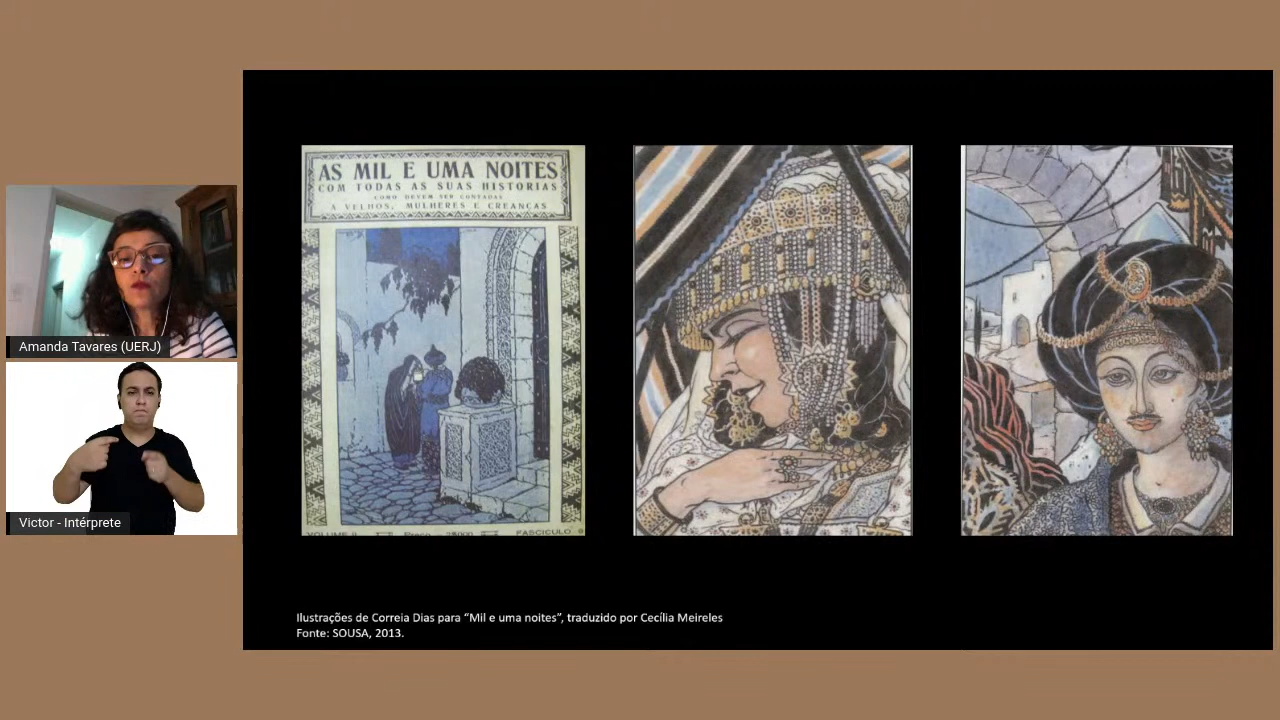 Amanda Tavares (UERJ)
Victor - Intérprete
AS MIL E UMA NOITES
COM TODAS AS SUAS HISTORIAS
COMO DEVEM SER CONTADAS
A VELHOS, MULHERES E CREANÇAS
VOLUME II Preço FASCICULO
Ilustrações de Correia Dias para “Mil e uma noites”, traduzido por Cecília Meireles
Fonte: SOUSA, 2013.